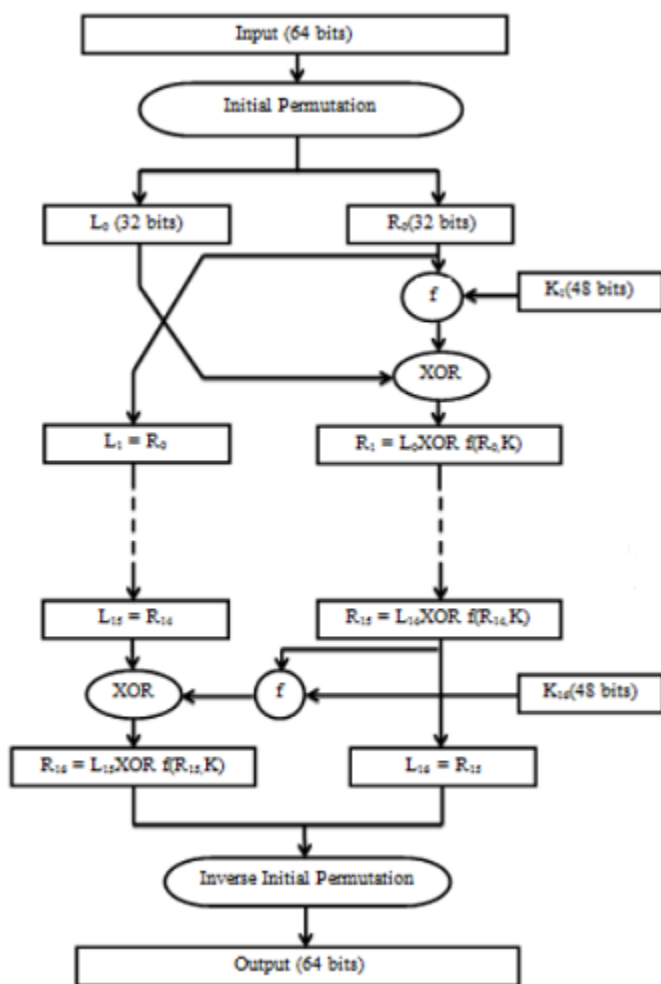 Input (64 bits)
Initial Permutation
L₀ (32 bits)
R₀(32 bits)
f
K₁(48 bits)
XOR
L₁ = R₀
R₁ = L₀XOR f(R₀,K)
L₁₅ = R₁₄
R₁₅ = L₁₄XOR f(R₁₄,K)
XOR
f
K₁₆(48 bits)
R₁₆ = L₁₅XOR f(R₁₅,K)
L₁₆ = R₁₅
Inverse Initial Permutation
Output (64 bits)